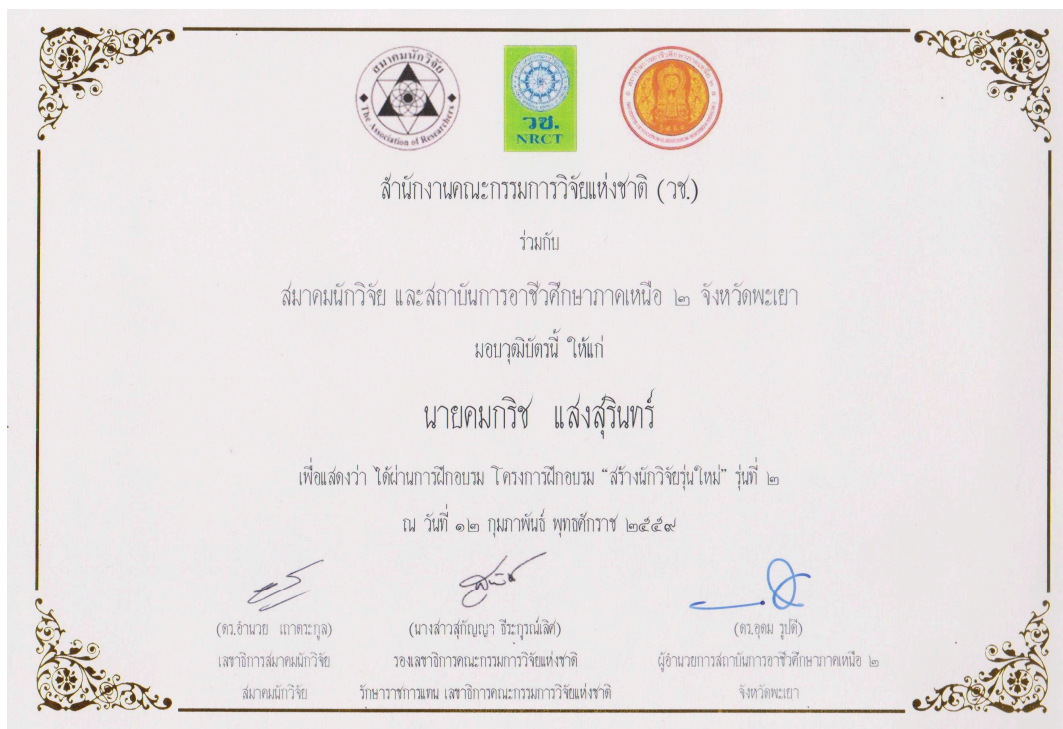 สมาคมนักวิจัย
The Association of Researchers
วช.
NRCT
สำนักงานคณะกรรมการวิจัยแห่งชาติ (วช.)
ร่วมกับ
สมาคมนักวิจัย และสถาบันการอาชีวศึกษาภาคเหนือ ๒ จังหวัดพะเยา
มอบวุฒิบัตรนี้ ให้แก่
นายคมกริช แสงสุรินทร์
เพื่อแสดงว่า ได้ผ่านการฝึกอบรม โครงการฝึกอบรม “สร้างนักวิจัยรุ่นใหม่” รุ่นที่ ๒
ณ วันที่ ๑๒ กุมภาพันธ์ พุทธศักราช ๒๕๕๙
(ดร.อำนวย เถาตระกูล) (นางสาวสุกัญญา ธีระกูรณ์เลิศ) (ดร.อุดม รูปดี)
เลขาธิการสมาคมนักวิจัย รองเลขาธิการคณะกรรมการวิจัยแห่งชาติ ผู้อำนวยการสถาบันการอาชีวศึกษาภาคเหนือ ๒
สมาคมนักวิจัย รักษาราชการแทน เลขาธิการคณะกรรมการวิจัยแห่งชาติ จังหวัดพะเยา